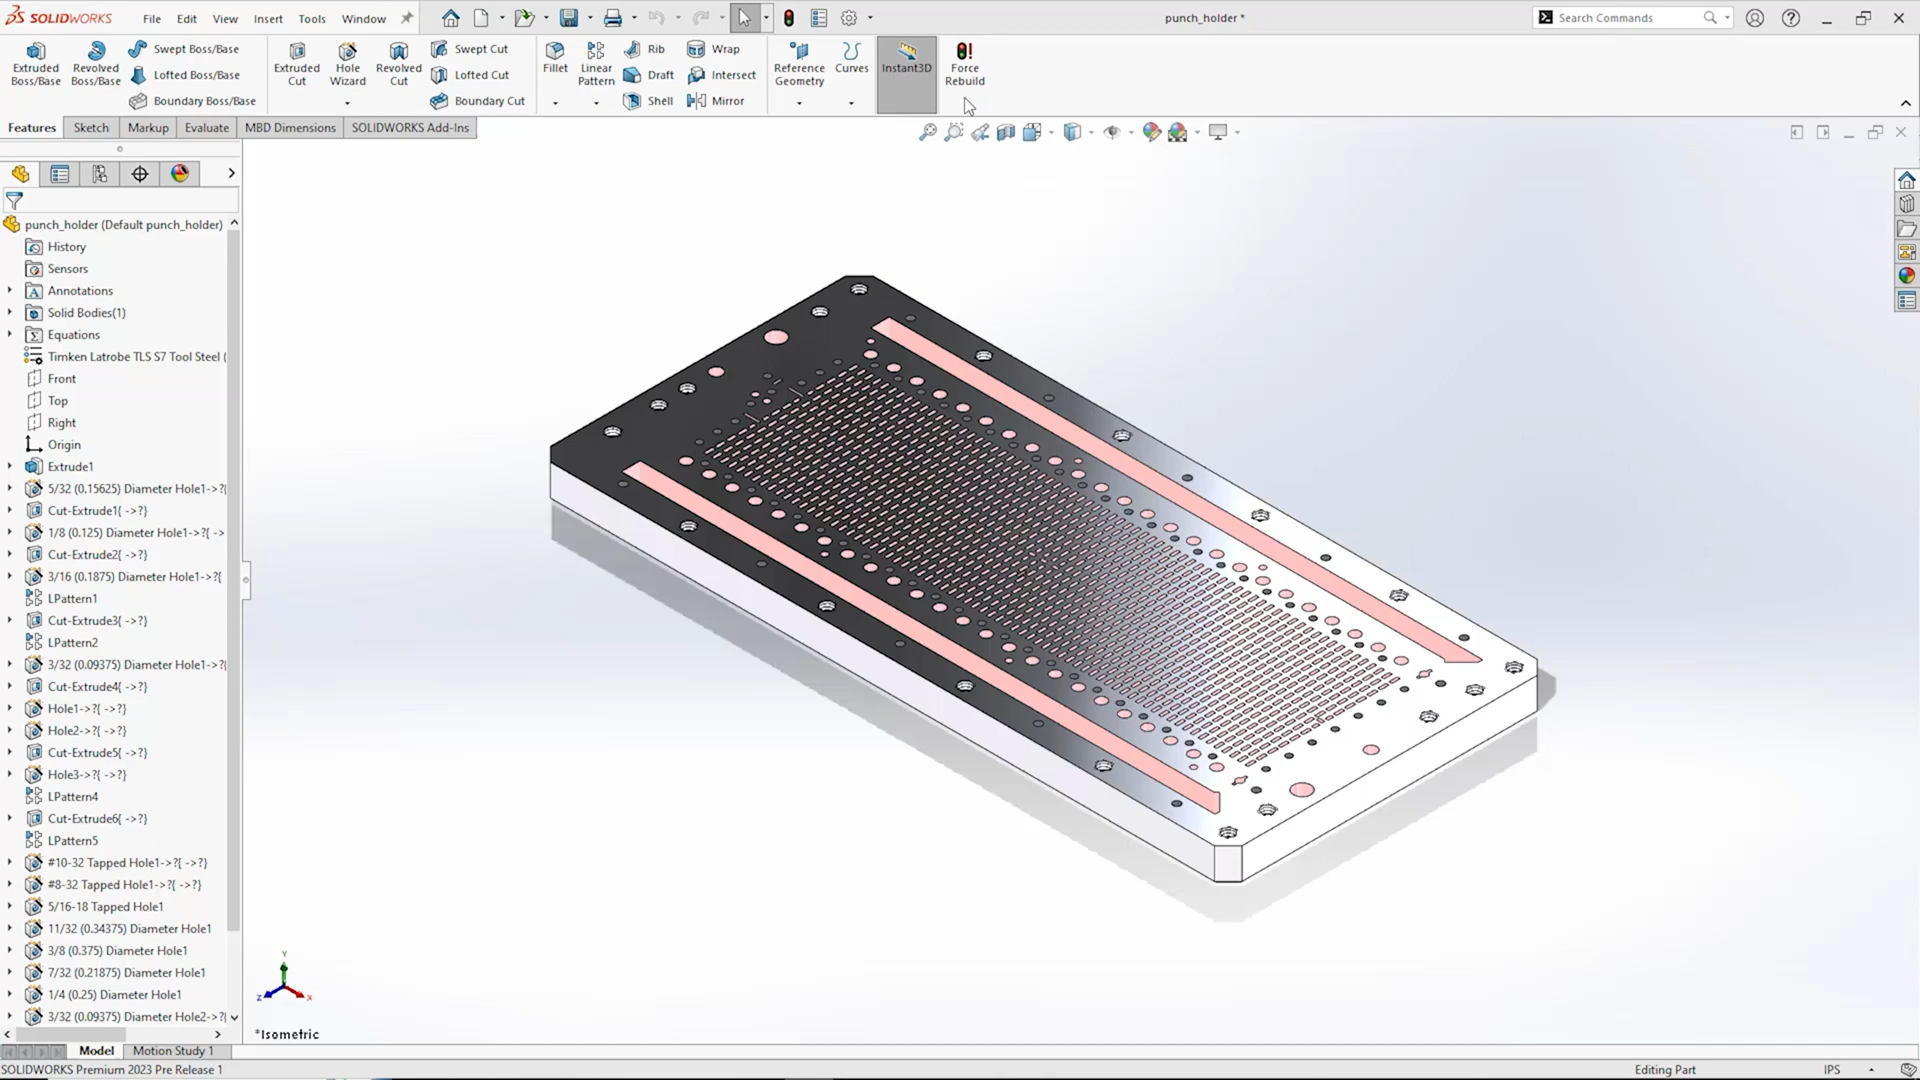 SOLIDWORKS File Edit View Insert Tools Window punch_holder * Search Commands
Extruded Boss/Base
Revolved Boss/Base
Swept Boss/Base
Lofted Boss/Base
Boundary Boss/Base
Extruded Cut
Hole Wizard
Revolved Cut
Swept Cut
Lofted Cut
Boundary Cut
Fillet
Linear Pattern
Rib
Draft
Shell
Wrap
Intersect
Mirror
Reference Geometry
Curves
Instant3D
Force Rebuild
Features Sketch Markup Evaluate MBD Dimensions SOLIDWORKS Add-Ins
punch_holder (Default punch_holder)
History
Sensors
Annotations
Solid Bodies(1)
Equations
Timken Latrobe TLS S7 Tool Steel (
Front
Top
Right
Origin
Extrude1
5/32 (0.15625) Diameter Hole1->?{
Cut-Extrude1{ ->?}
1/8 (0.125) Diameter Hole1->?{ ->
Cut-Extrude2{ ->?}
3/16 (0.1875) Diameter Hole1->?{
LPattern1
Cut-Extrude3{ ->?}
LPattern2
3/32 (0.09375) Diameter Hole1->?{
Cut-Extrude4{ ->?}
Hole1->?{ ->?}
Hole2->?{ ->?}
Cut-Extrude5{ ->?}
Hole3->?{ ->?}
LPattern4
Cut-Extrude6{ ->?}
LPattern5
#10-32 Tapped Hole1->?{ ->?}
#8-32 Tapped Hole1->?{ ->?}
5/16-18 Tapped Hole1
11/32 (0.34375) Diameter Hole1
3/8 (0.375) Diameter Hole1
7/32 (0.21875) Diameter Hole1
1/4 (0.25) Diameter Hole1
3/32 (0.09375) Diameter Hole2->?{
Y
Z X
*Isometric
Model Motion Study 1
SOLIDWORKS Premium 2023 Pre Release 1 Editing Part IPS